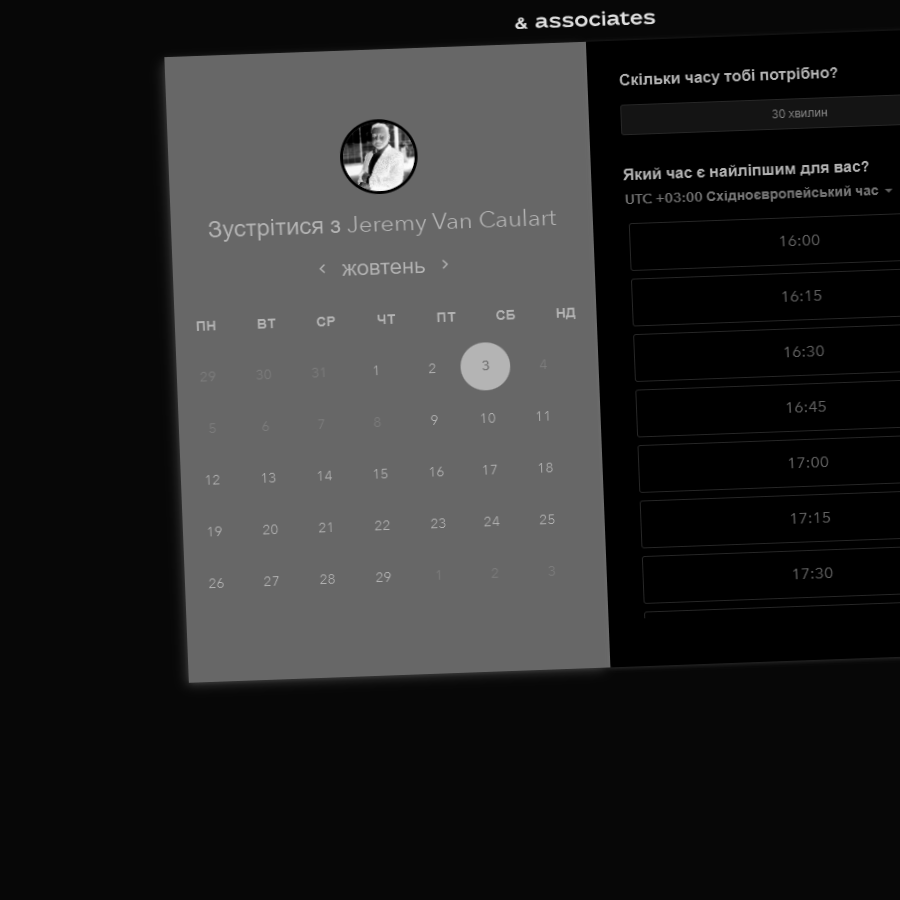 & associates
Зустрітися з Jeremy Van Caulart
жовтень
ПН ВТ СР ЧТ ПТ СБ НД
29 30 31 1 2 3 4
5 6 7 8 9 10 11
12 13 14 15 16 17 18
19 20 21 22 23 24 25
26 27 28 29 1 2 3
Скільки часу тобі потрібно?
30 хвилин
Який час є найліпшим для вас?
UTC +03:00 Східноєвропейський час
16:00
16:15
16:30
16:45
17:00
17:15
17:30